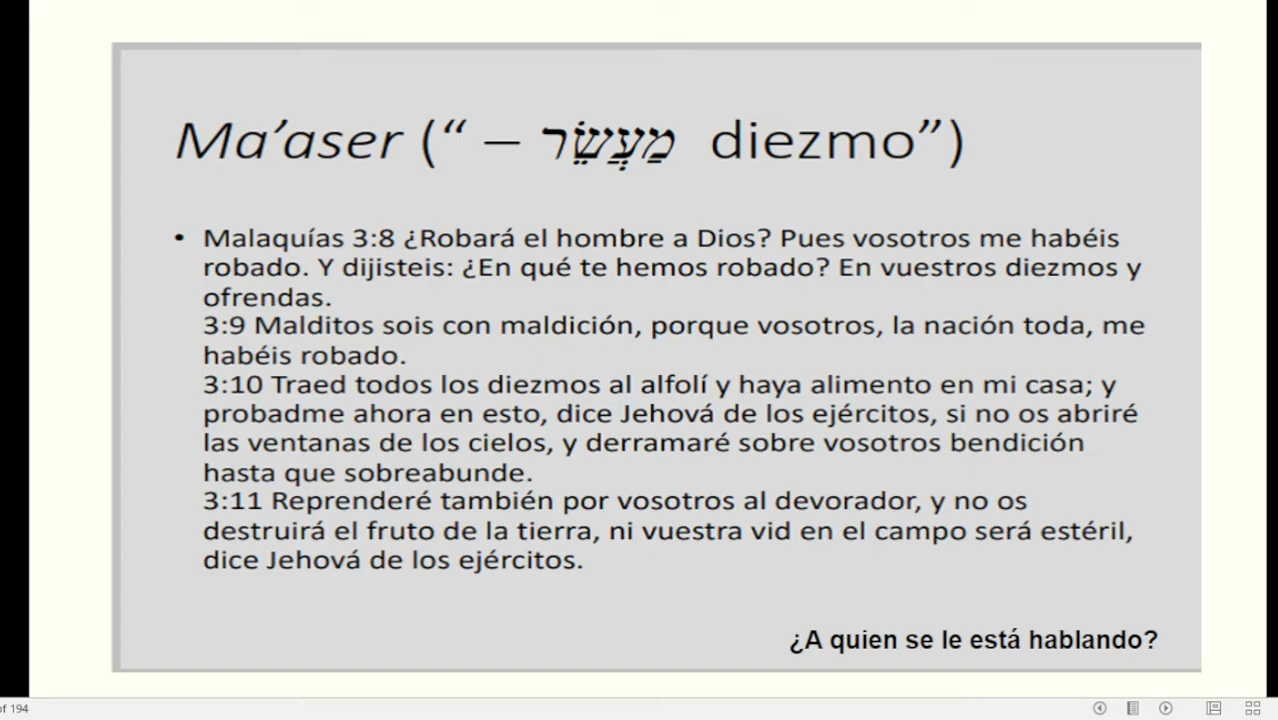 Ma’aser (“ – מַעֲשֵׂר diezmo”)
• Malaquías 3:8 ¿Robará el hombre a Dios? Pues vosotros me habéis
robado. Y dijisteis: ¿En qué te hemos robado? En vuestros diezmos y
ofrendas.
3:9 Malditos sois con maldición, porque vosotros, la nación toda, me
habéis robado.
3:10 Traed todos los diezmos al alfolí y haya alimento en mi casa; y
probadme ahora en esto, dice Jehová de los ejércitos, si no os abriré
las ventanas de los cielos, y derramaré sobre vosotros bendición
hasta que sobreabunde.
3:11 Reprenderé también por vosotros al devorador, y no os
destruirá el fruto de la tierra, ni vuestra vid en el campo será estéril,
dice Jehová de los ejércitos.
¿A quien se le está hablando?
of 194